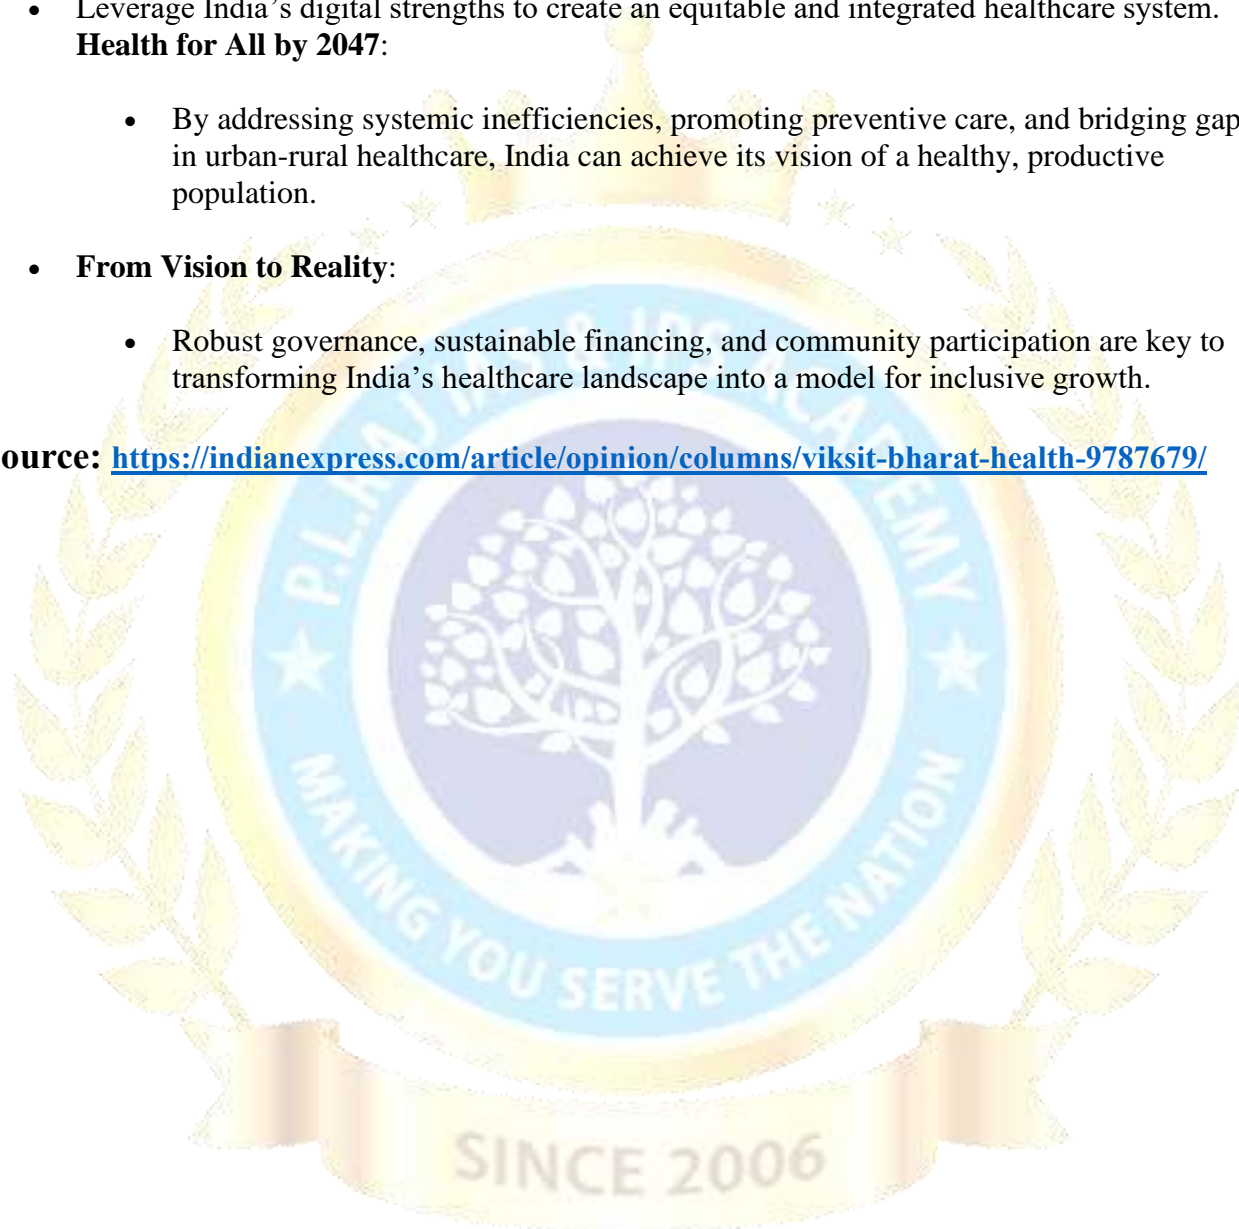 Leverage India’s digital strengths to create an equitable and integrated healthcare system.
Health for All by 2047:
• By addressing systemic inefficiencies, promoting preventive care, and bridging gap
in urban-rural healthcare, India can achieve its vision of a healthy, productive
population.
• From Vision to Reality:
• Robust governance, sustainable financing, and community participation are key to
transforming India’s healthcare landscape into a model for inclusive growth.
ource: https://indianexpress.com/article/opinion/columns/viksit-bharat-health-9787679/
P.L.RAJ IAS & IPS ACADEMY
MAKING YOU SERVE THE NATION
SINCE 2006